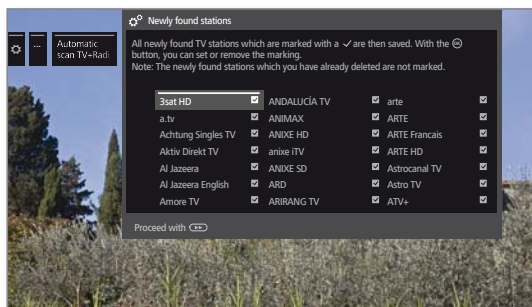 Newly found stations
...
Automatic
scan TV+Radi
All newly found TV stations which are marked with a ✓ are then saved. With the OK
button, you can set or remove the marking.
Note: The newly found stations which you have already deleted are not marked.
3sat HD ANDALUCÍA TV arte
a.tv ANIMAX ARTE
Achtung Singles TV ANIXE HD ARTE Francais
Aktiv Direkt TV anixe iTV ARTE HD
Al Jazeera ANIXE SD Astrocanal TV
Al Jazeera English ARD Astro TV
Amore TV ARIRANG TV ATV+
Proceed with